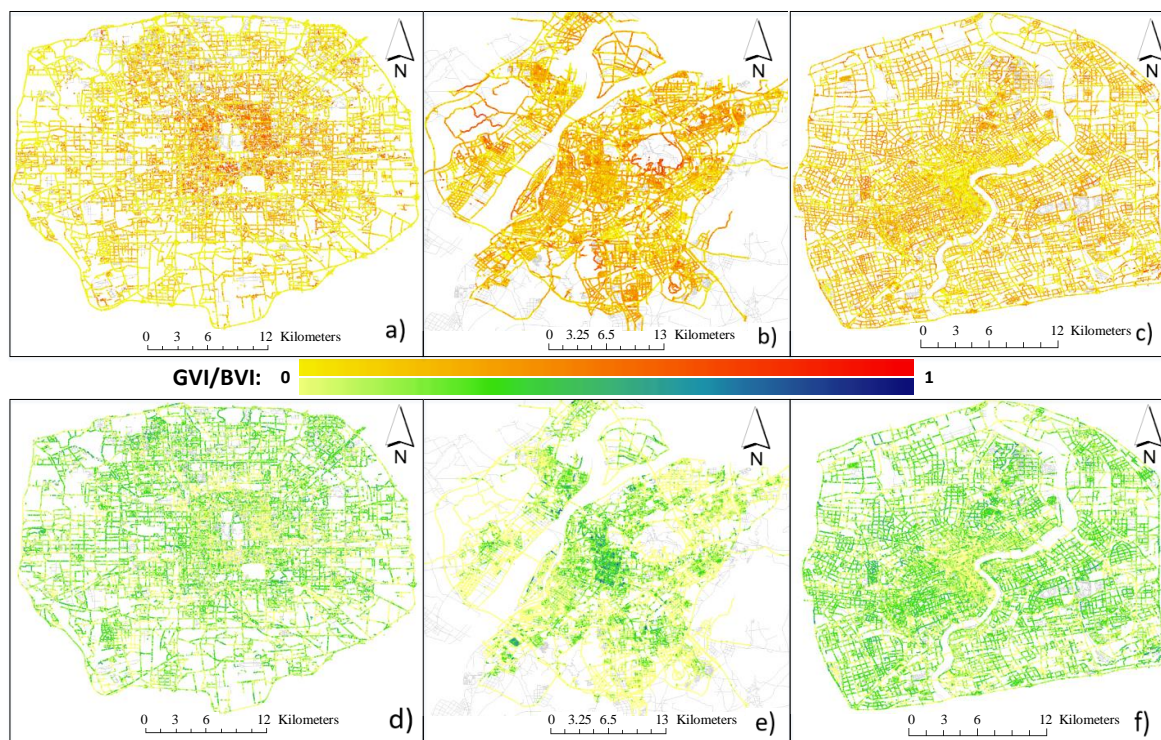 N
N
N
0 3 6 12 Kilometers
a)
0 3.25 6.5 13 Kilometers
b)
0 3 6 12 Kilometers
c)
GVI/BVI: 0 1
N
N
N
0 3 6 12 Kilometers
d)
0 3.25 6.5 13 Kilometers
e)
0 3 6 12 Kilometers
f)